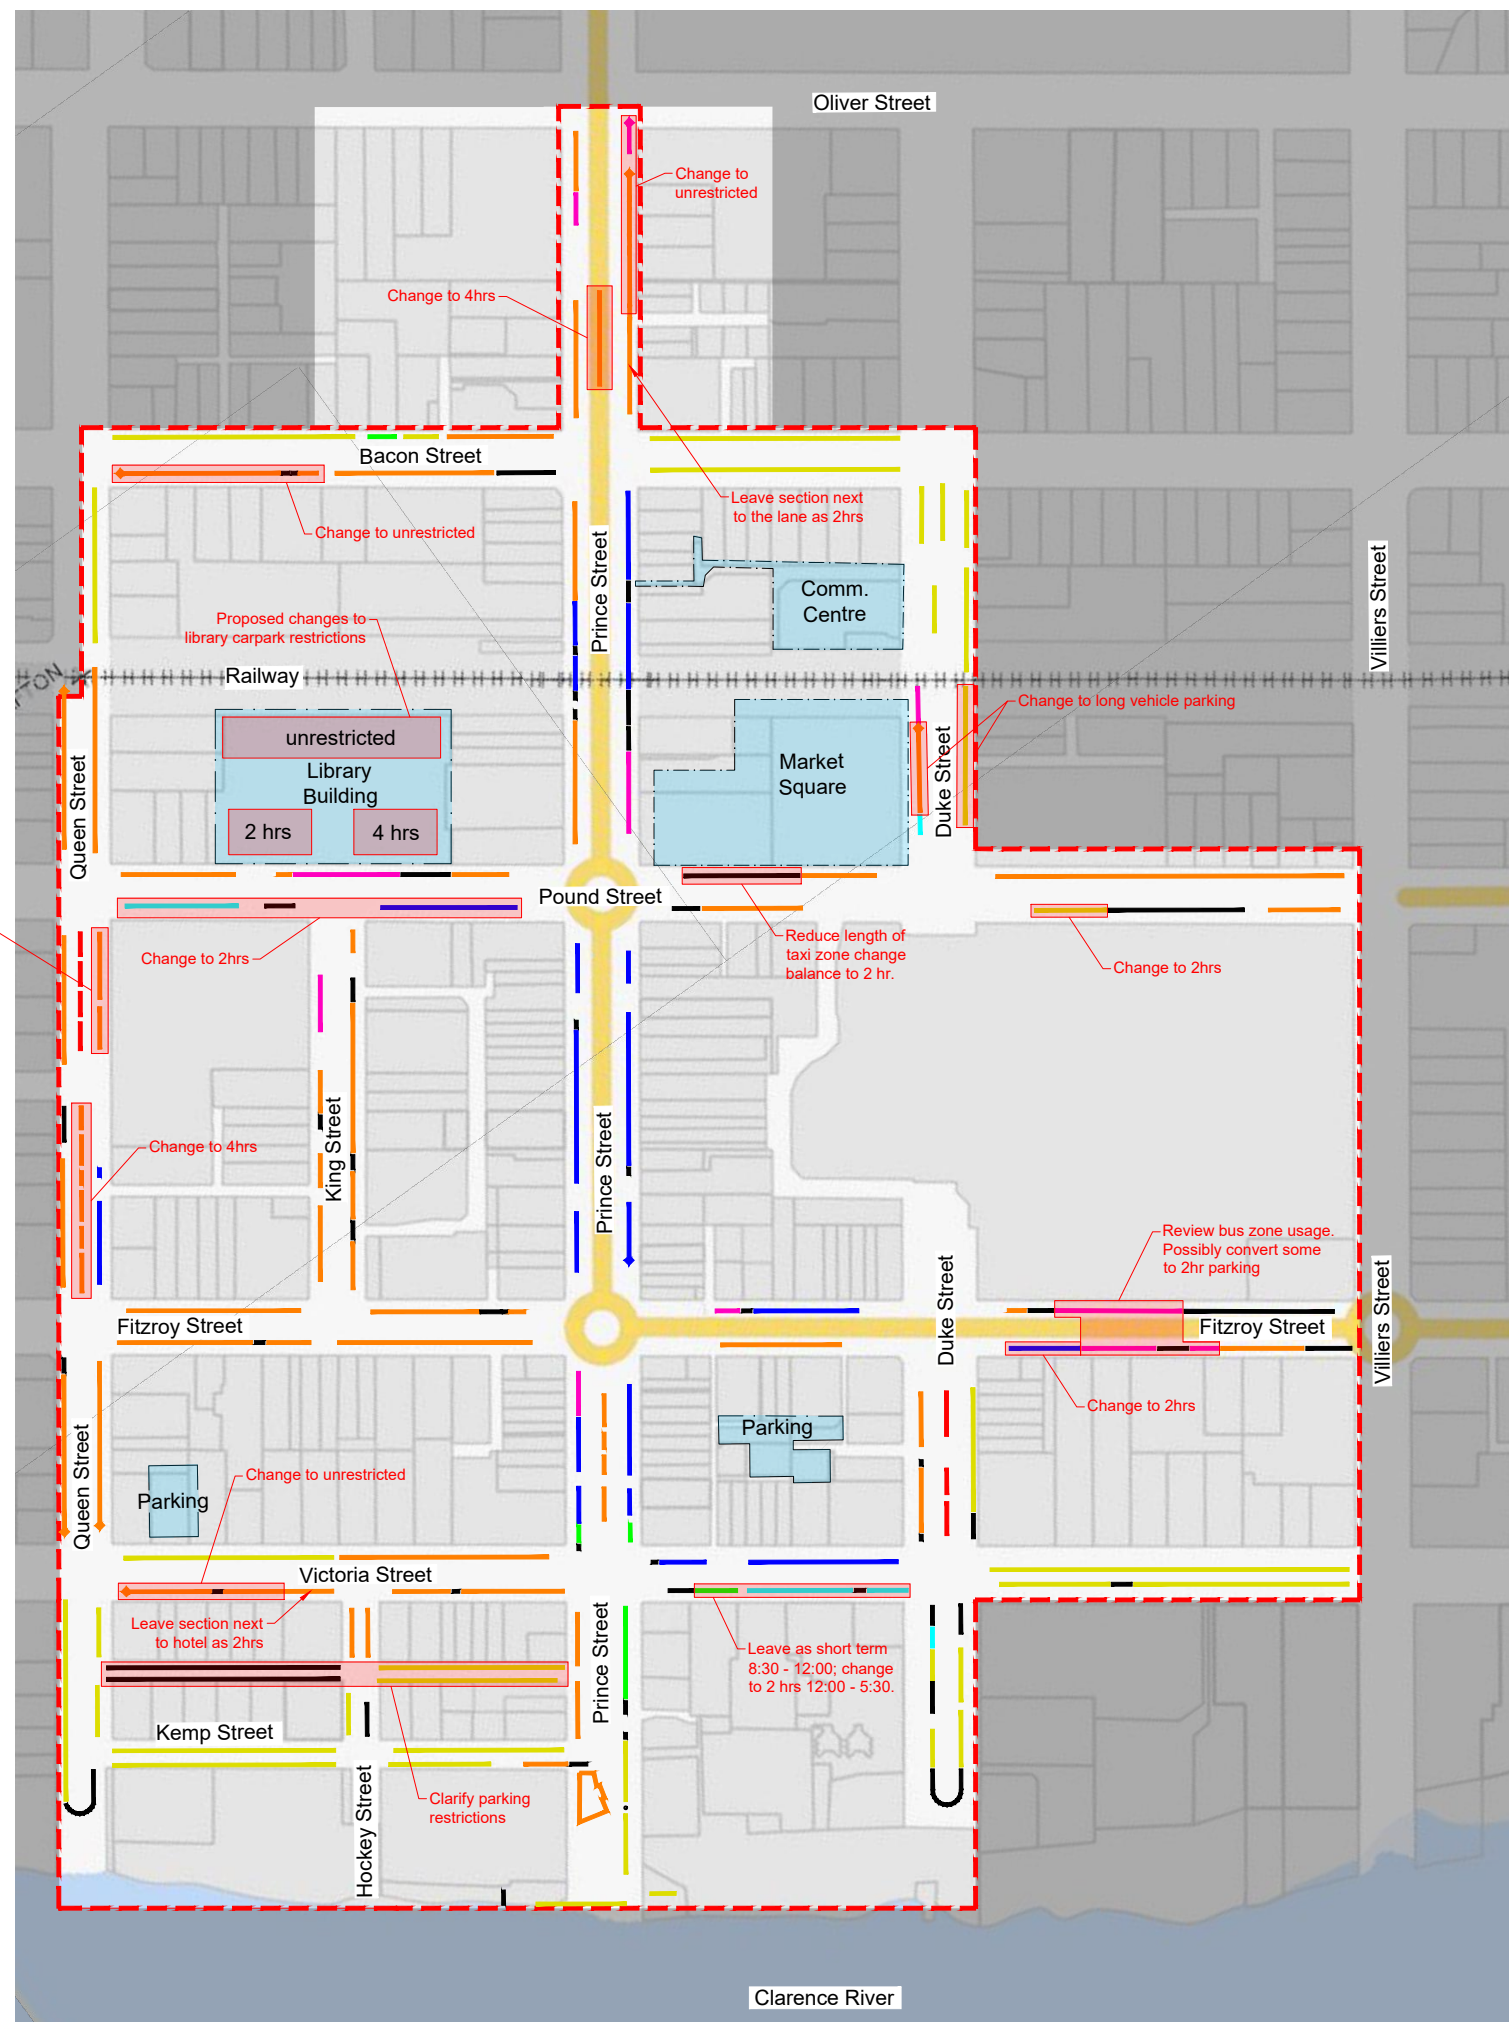 Oliver Street
Change to
unrestricted
Change to 4hrs
Bacon Street
Leave section next
to the lane as 2hrs
Change to unrestricted
Prince Street
Comm.
Centre
Villiers Street
Proposed changes to
library carpark restrictions
TON
Railway
Change to long vehicle parking
unrestricted
Library
Building
2 hrs
4 hrs
Market
Square
Queen Street
Duke Street
Pound Street
Change to 2hrs
Reduce length of
taxi zone change
balance to 2 hr.
Change to 2hrs
King Street
Prince Street
Change to 4hrs
Review bus zone usage.
Possibly convert some
to 2hr parking
Duke Street
Fitzroy Street
Fitzroy Street
Villiers Street
Change to 2hrs
Parking
Queen Street
Change to unrestricted
Parking
Victoria Street
Leave section next
to hotel as 2hrs
Prince Street
Leave as short term
8:30 - 12:00; change
to 2 hrs 12:00 - 5:30.
Kemp Street
Hockey Street
Clarify parking
restrictions
Clarence River